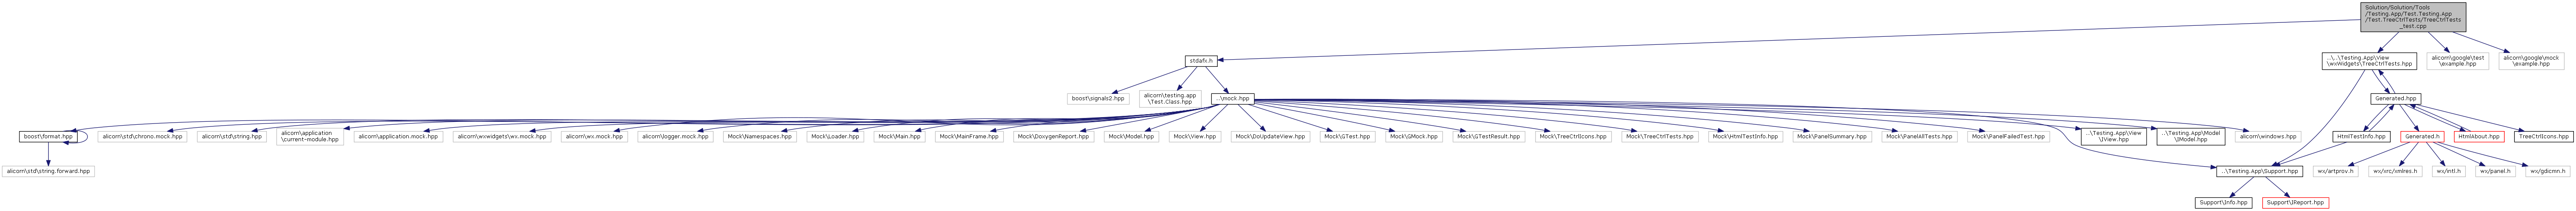 Solution/Solution/Tools
/Testing.App/Test.Testing.App
/Test.TreeCtrlTests/TreeCtrlTests
_test.cpp
stdafx.h
..\..\Testing.App\View
\wxWidgets\TreeCtrlTests.hpp
alicorn\google\test
\example.hpp
alicorn\google\mock
\example.hpp
boost\signals2.hpp
alicorn\testing.app
\Test.Class.hpp
..\mock.hpp
Generated.hpp
boost\format.hpp
alicorn\std\chrono.mock.hpp
alicorn\std\string.hpp
alicorn\application
\current-module.hpp
alicorn\application.mock.hpp
alicorn\wxwidgets\wx.mock.hpp
alicorn\wx.mock.hpp
alicorn\logger.mock.hpp
Mock\Namespaces.hpp
Mock\Loader.hpp
Mock\Main.hpp
Mock\MainFrame.hpp
Mock\DoxygenReport.hpp
Mock\Model.hpp
Mock\View.hpp
Mock\DoUpdateView.hpp
Mock\GTest.hpp
Mock\GMock.hpp
Mock\GTestResult.hpp
Mock\TreeCtrlIcons.hpp
Mock\TreeCtrlTests.hpp
Mock\HtmlTestInfo.hpp
Mock\PanelSummary.hpp
Mock\PanelAllTests.hpp
Mock\PanelFailedTest.hpp
..\Testing.App\View
\IView.hpp
..\Testing.App\Model
\IModel.hpp
alicorn\windows.hpp
HtmlTestInfo.hpp
Generated.h
HtmlAbout.hpp
TreeCtrlIcons.hpp
alicorn\std\string.forward.hpp
..\Testing.App\Support.hpp
wx/artprov.h
wx/xrc/xmlres.h
wx/intl.h
wx/panel.h
wx/gdicmn.h
Support\Info.hpp
Support\IReport.hpp